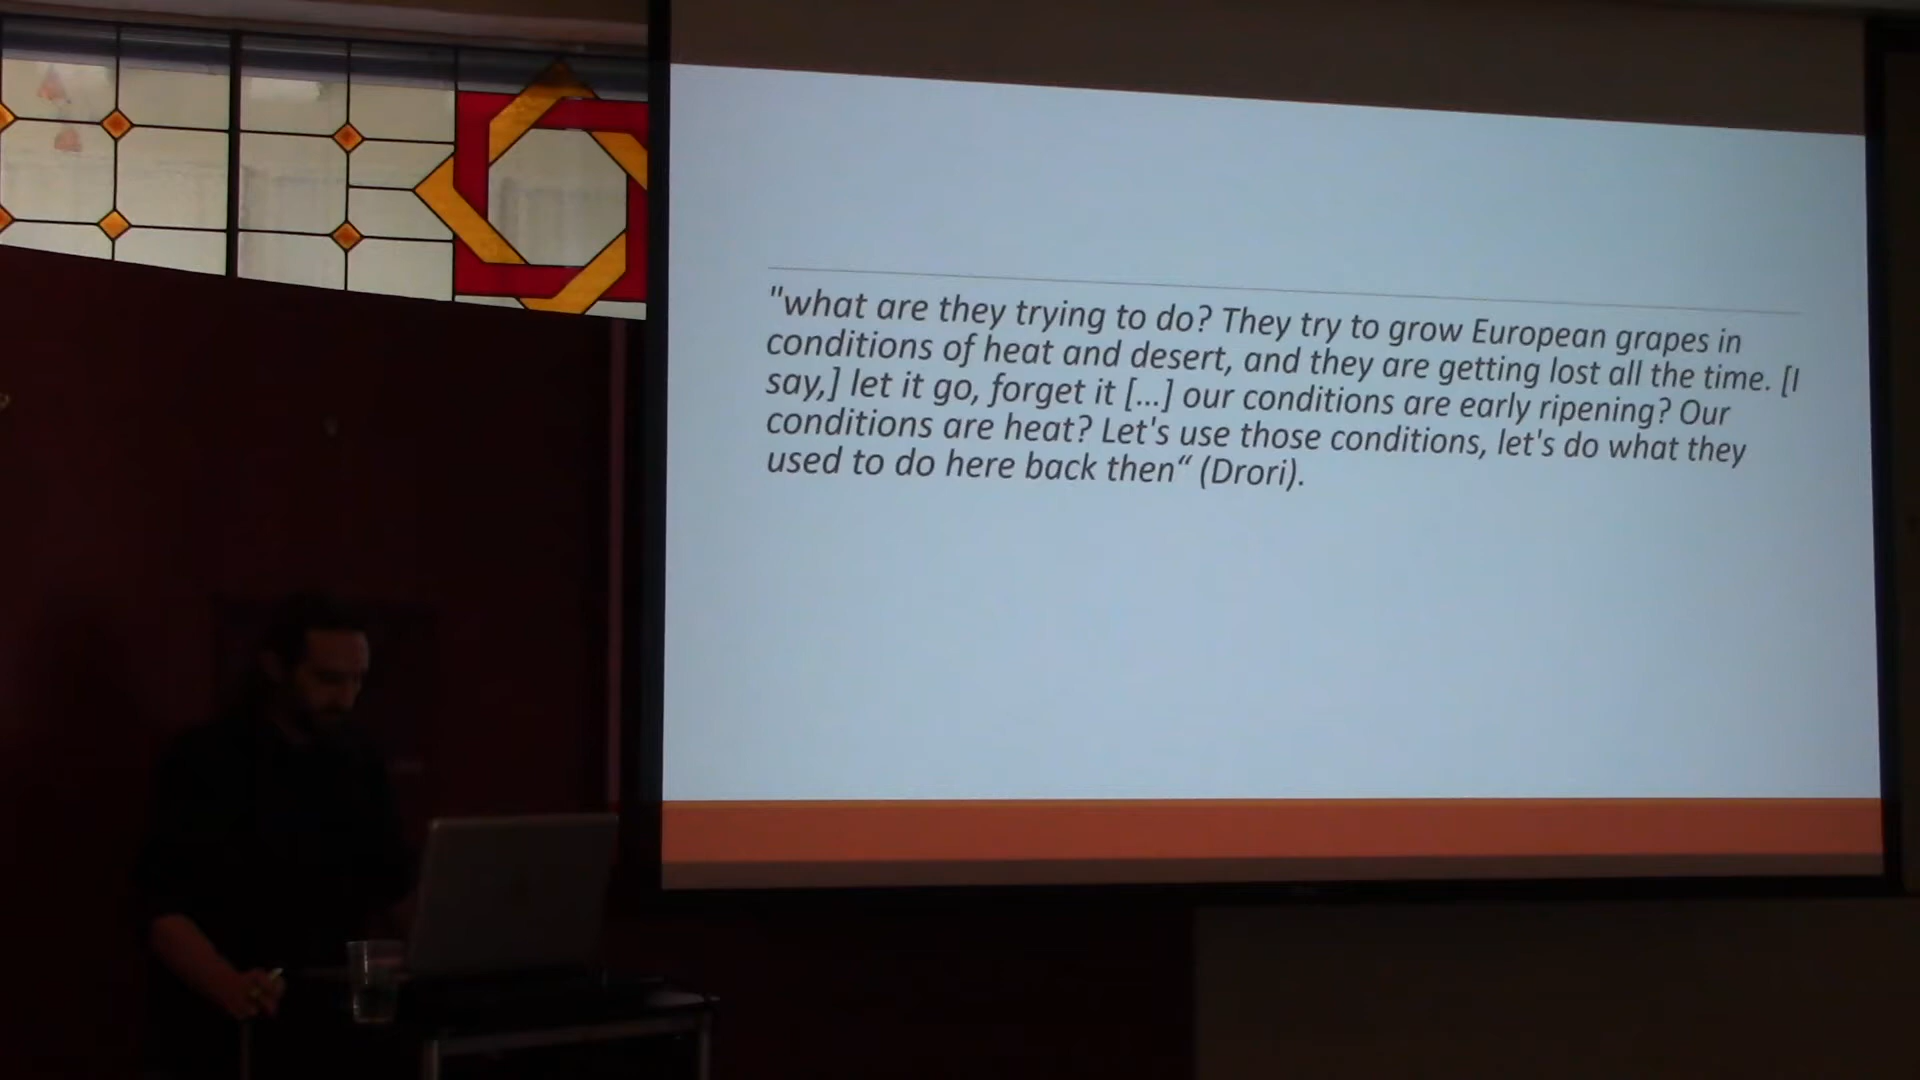 "what are they trying to do? They try to grow European grapes in
conditions of heat and desert, and they are getting lost all the time. [I
say,] let it go, forget it [...] our conditions are early ripening? Our
conditions are heat? Let's use those conditions, let's do what they
used to do here back then“ (Drori).